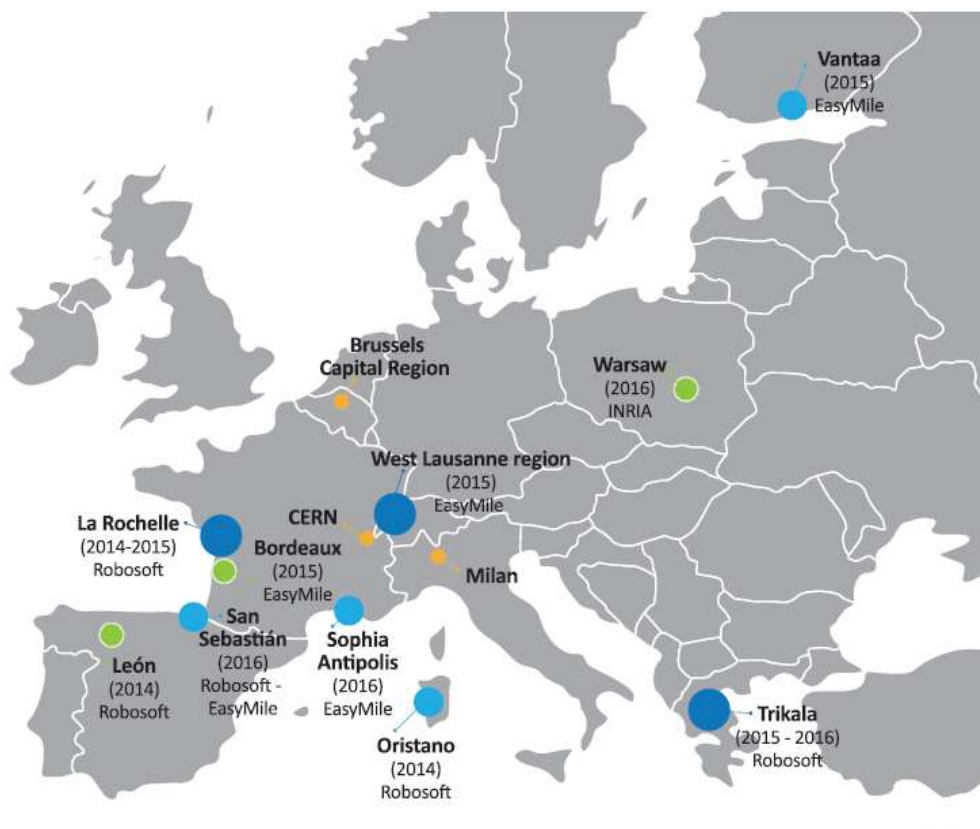 Vantaa
(2015)
EasyMile
Brussels
Capital Region
Warsaw
(2016)
INRIA
West Lausanne region
(2015)
EasyMile
La Rochelle
(2014-2015)
Robosoft
CERN
Bordeaux
(2015)
EasyMile
Milan
San
Sebastián
(2016)
Robosoft -
EasyMile
Sophia
Antipolis
(2016)
EasyMile
León
(2014)
Robosoft
Oristano
(2014)
Robosoft
Trikala
(2015 - 2016)
Robosoft